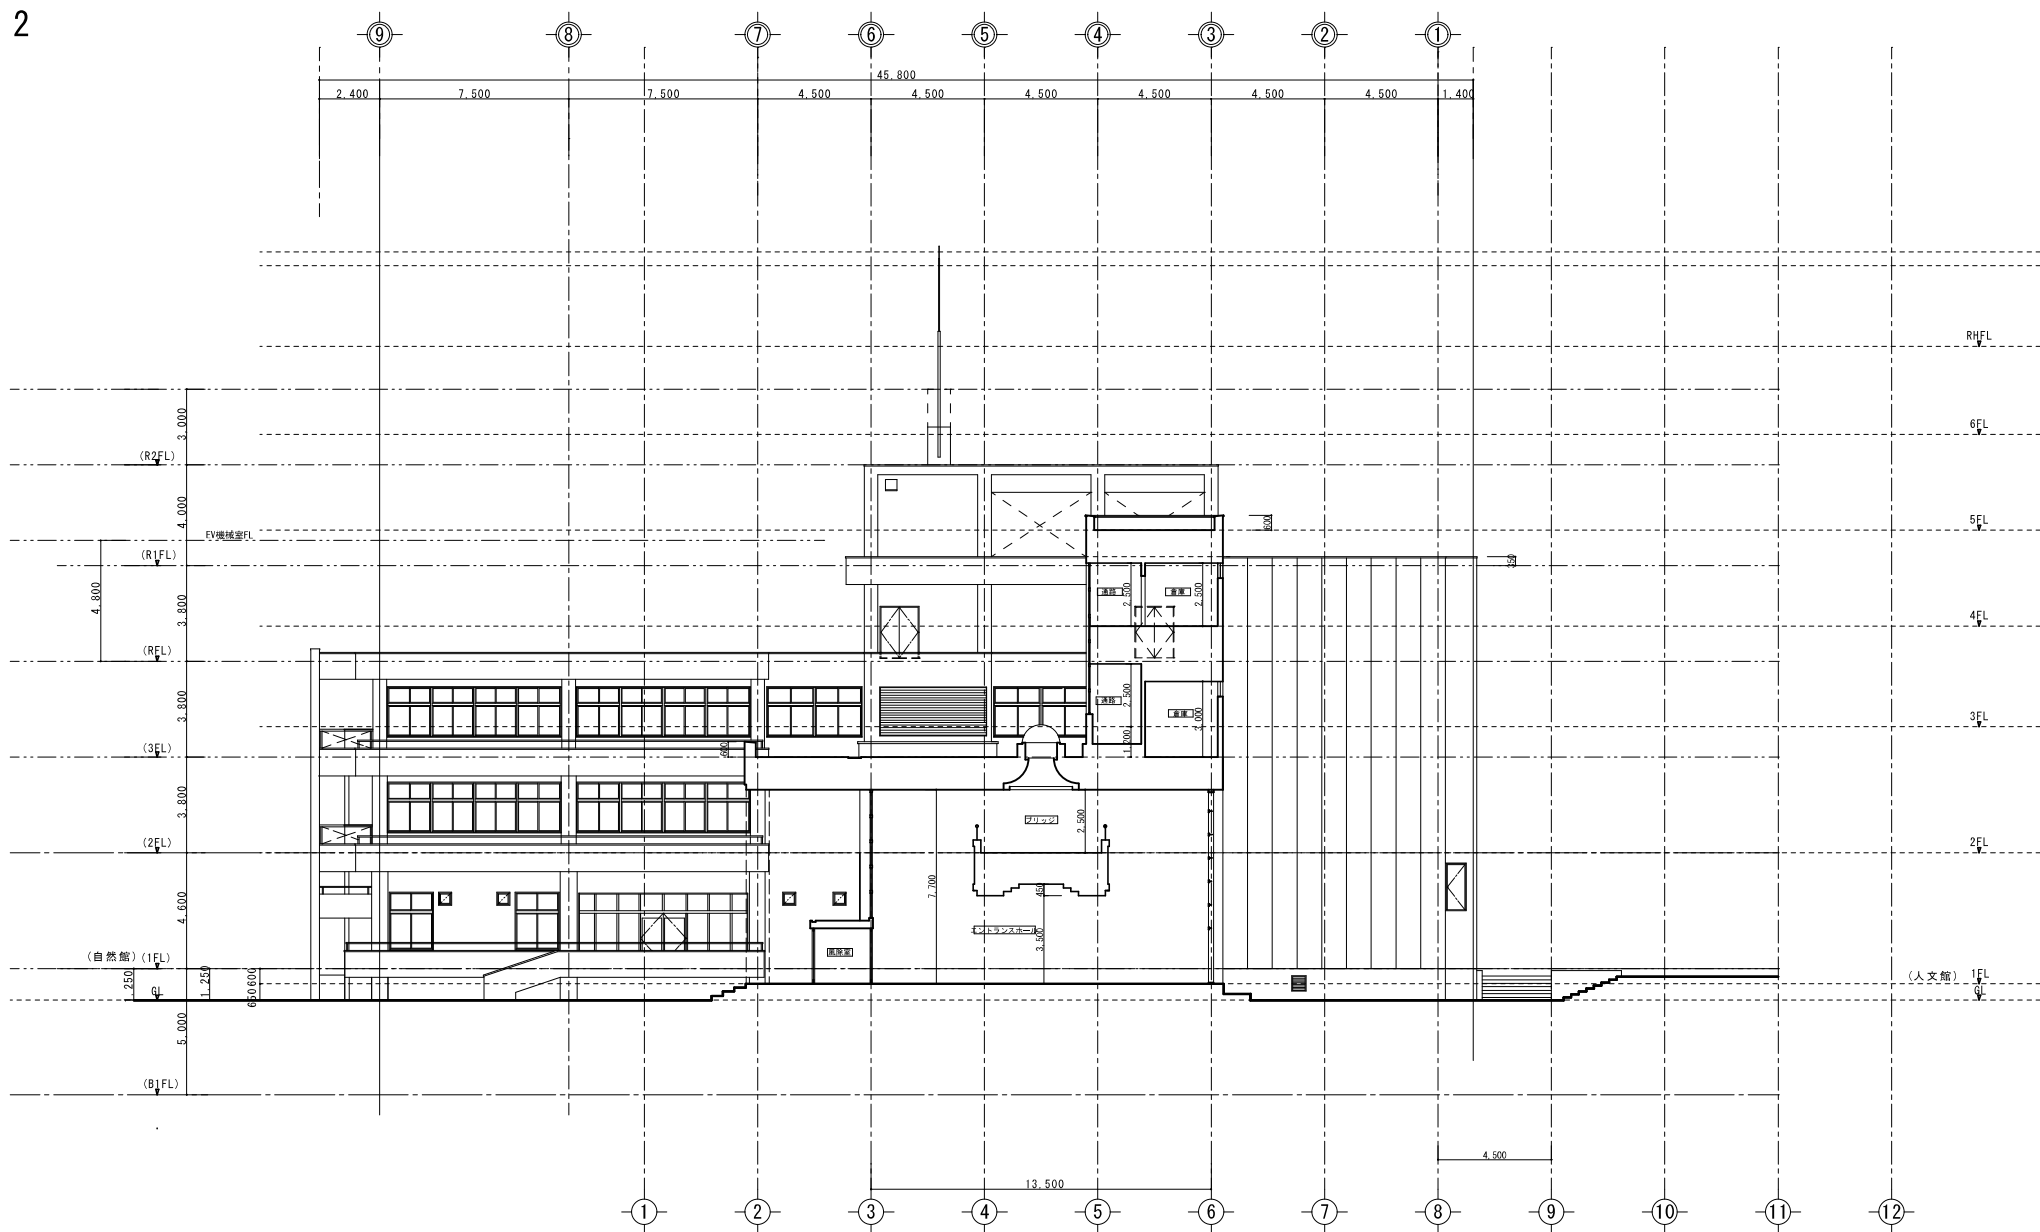 2
9 8 7 6 5 4 3 2 1
45.800
2.400 7.500 7.500 4.500 4.500 4.500 4.500 4.500 4.500 1.400
RHFL
3.000
6FL
(R2FL)
4.000
600
5FL
EV機械室FL
(R1FL)
350
4.800
3.800
通路
2.500
倉庫
2.500
4FL
(RFL)
3.800
2.500
通路
倉庫
3.000
3FL
1.200
(3FL)
600
3.800
ブリッジ
2.500
(2FL)
2FL
7.700
450
4.600
エントランスホール
3.500
風除室
(自然館)
(1FL)
250
1.250
600
650
(人文館)
1FL
GL
GL
5.000
(B1FL)
4.500
13.500
1 2 3 4 5 6 7 8 9 10 11 12